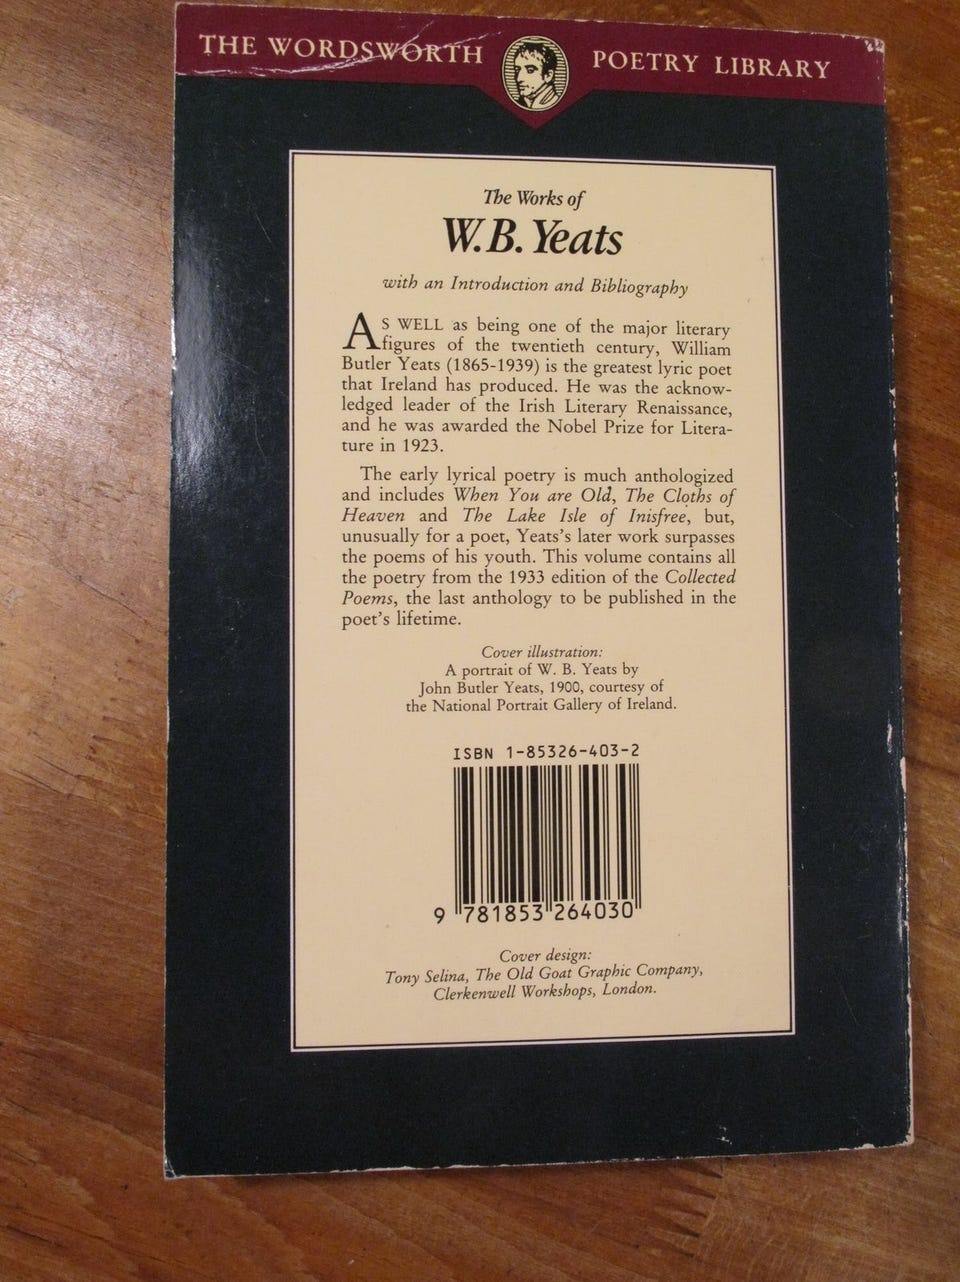 THE WORDSWORTH POETRY LIBRARY
The Works of
W.B. Yeats
with an Introduction and Bibliography
AS WELL as being one of the major literary
figures of the twentieth century, William
Butler Yeats (1865-1939) is the greatest lyric poet
that Ireland has produced. He was the acknow-
ledged leader of the Irish Literary Renaissance,
and he was awarded the Nobel Prize for Litera-
ture in 1923.
The early lyrical poetry is much anthologized
and includes When You are Old, The Cloths of
Heaven and The Lake Isle of Inisfree, but,
unusually for a poet, Yeats's later work surpasses
the poems of his youth. This volume contains all
the poetry from the 1933 edition of the Collected
Poems, the last anthology to be published in the
poet's lifetime.
Cover illustration:
A portrait of W. B. Yeats by
John Butler Yeats, 1900, courtesy of
the National Portrait Gallery of Ireland.
ISBN 1-85326-403-2
9 781853 264030
Cover design:
Tony Selina, The Old Goat Graphic Company,
Clerkenwell Workshops, London.